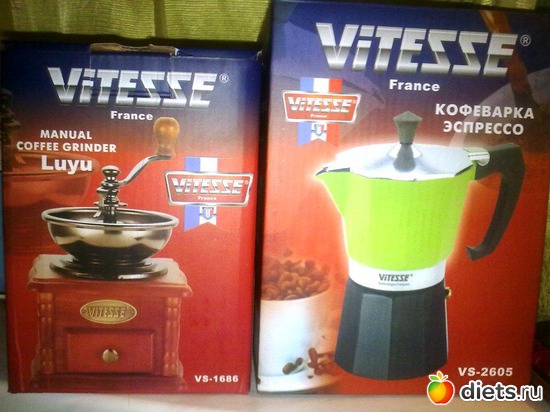 ViTESSE®
France
MANUAL
COFFEE GRINDER
Luyu
ViTESSE
ViTESSE
VS-1686
ViTESSE®
France
ViTESSE
КОФЕВАРКА
ЭСПРЕССО
ViTESSE
VS-2605
diets.ru